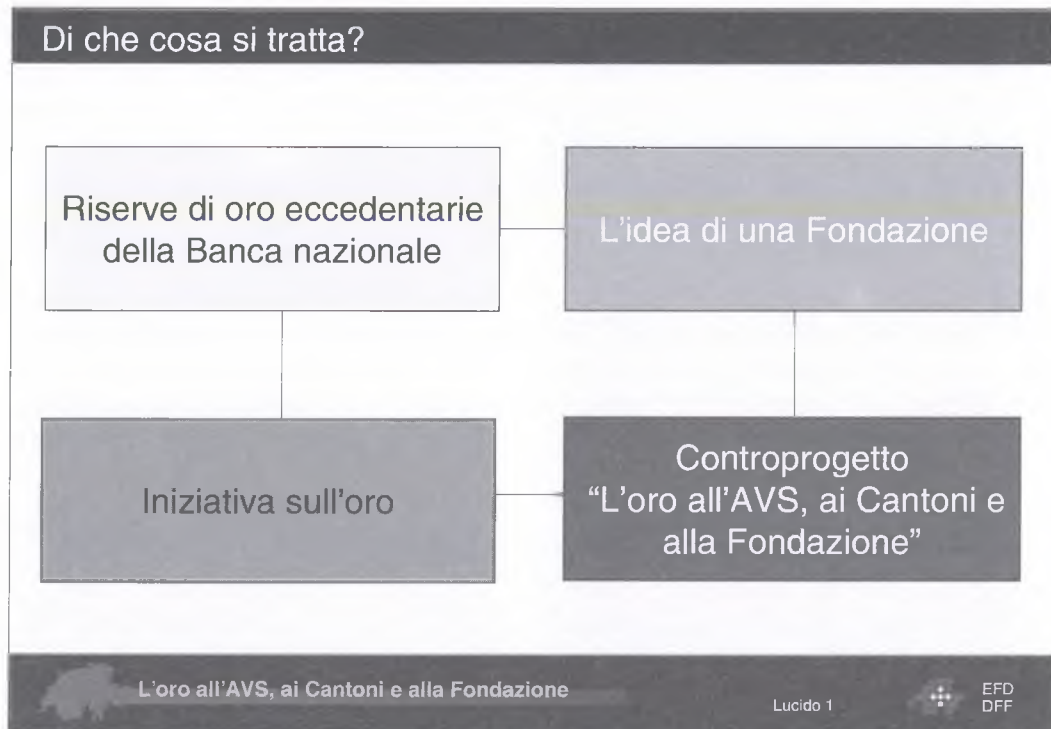 Di che cosa si tratta?
Riserve di oro eccedentarie
della Banca nazionale
L'idea di una Fondazione
Iniziativa sull'oro
Controprogetto
“L'oro all'AVS, ai Cantoni e
alla Fondazione”
L'oro all'AVS, ai Cantoni e alla Fondazione
Lucido 1
EFD
DFF